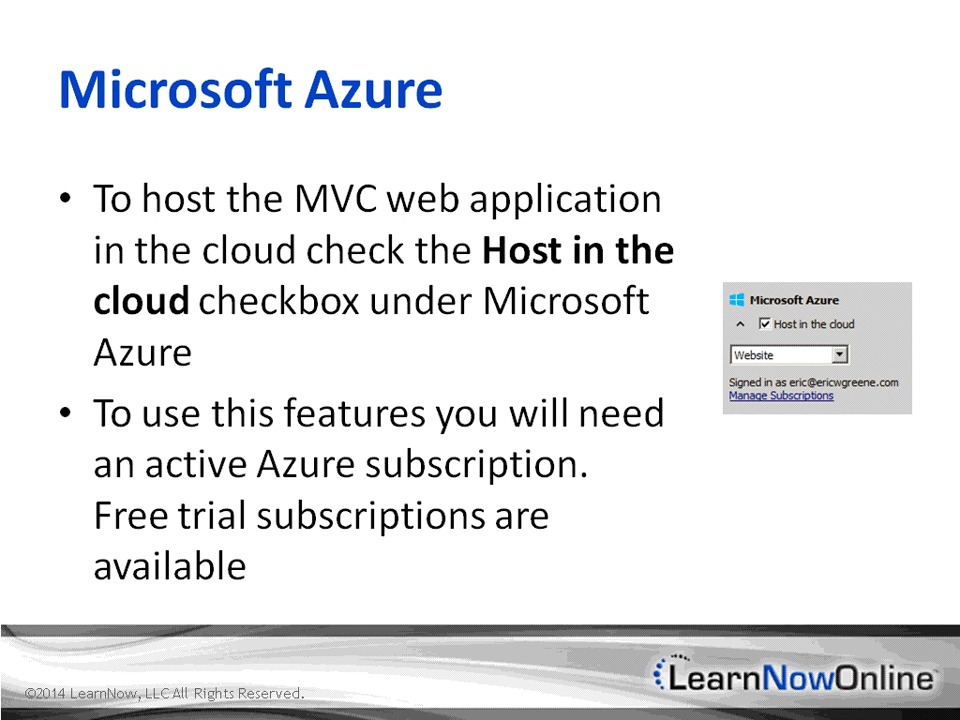 Microsoft Azure
• To host the MVC web application
in the cloud check the Host in the
cloud checkbox under Microsoft
Azure
• To use this features you will need
an active Azure subscription.
Free trial subscriptions are
available
Microsoft Azure
Host in the cloud
Website
Signed in as eric@ericwgreene.com
Manage Subscriptions
©2014 LearnNow, LLC All Rights Reserved.
LearnNowOnline